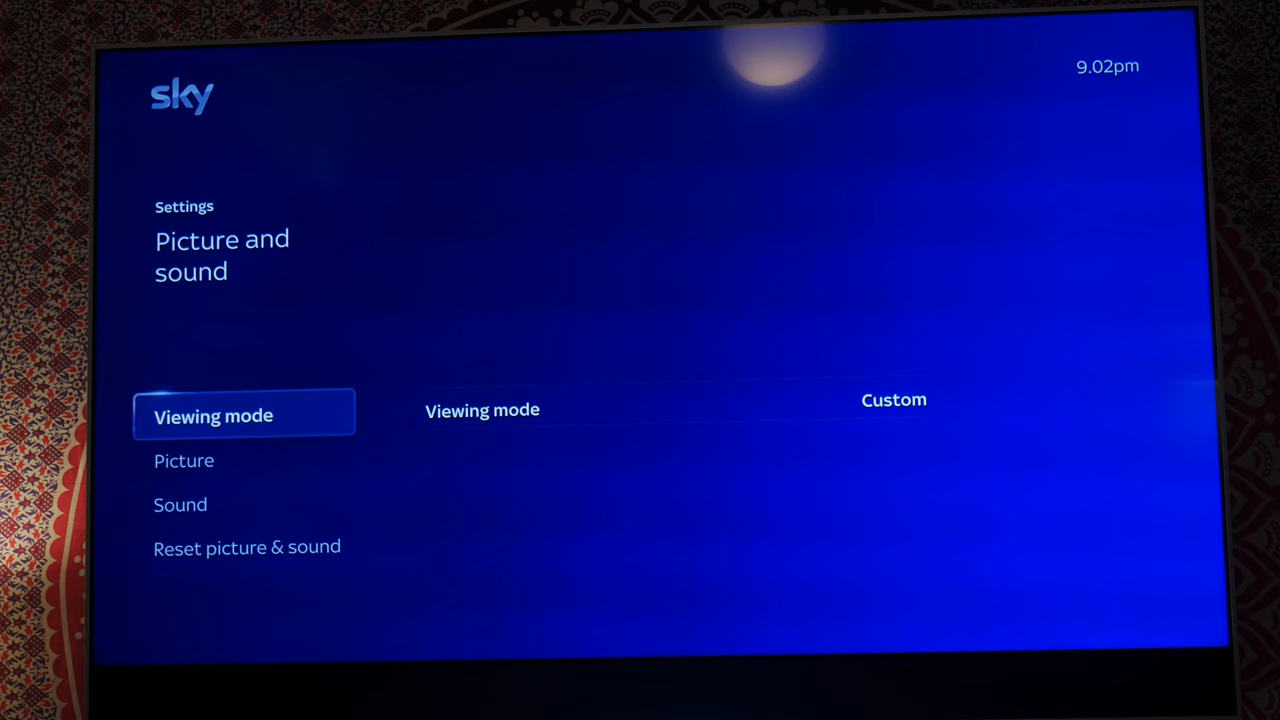 sky
9.02pm
Settings
Picture and
sound
Viewing mode
Viewing mode
Custom
Picture
Sound
Reset picture & sound